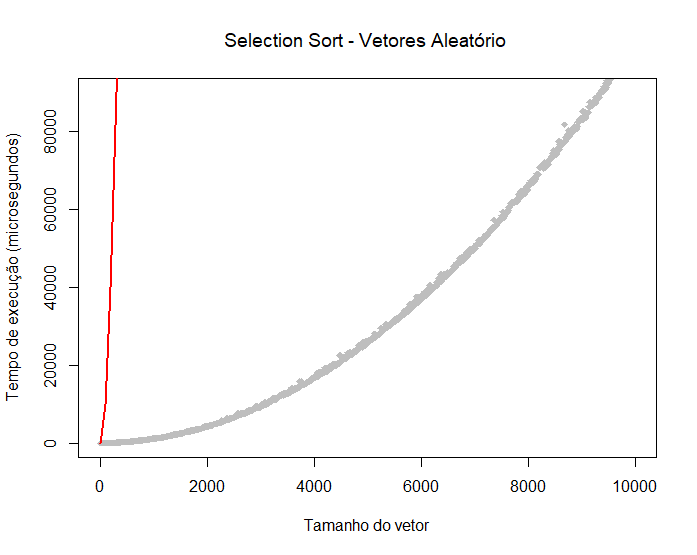 Selection Sort - Vetores Aleatório
Tempo de execução (microsegundos)
80000
60000
40000
20000
0
0 2000 4000 6000 8000 10000
Tamanho do vetor